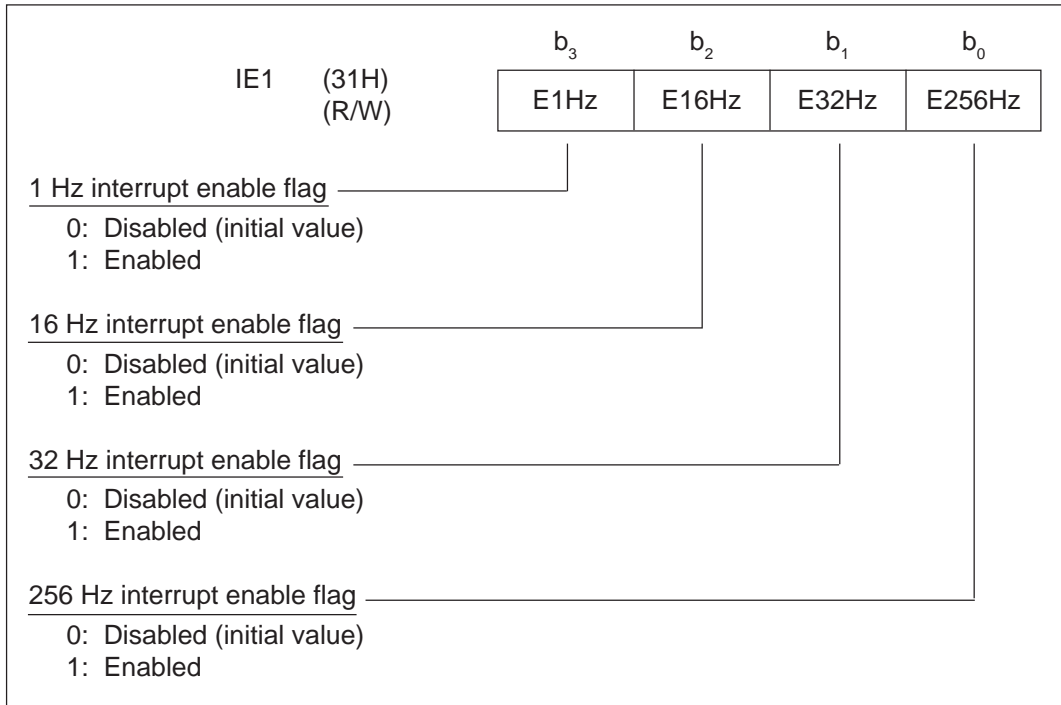 b3 b2 b1 b0
IE1 (31H)
(R/W)
E1Hz E16Hz E32Hz E256Hz
1 Hz interrupt enable flag
0: Disabled (initial value)
1: Enabled
16 Hz interrupt enable flag
0: Disabled (initial value)
1: Enabled
32 Hz interrupt enable flag
0: Disabled (initial value)
1: Enabled
256 Hz interrupt enable flag
0: Disabled (initial value)
1: Enabled